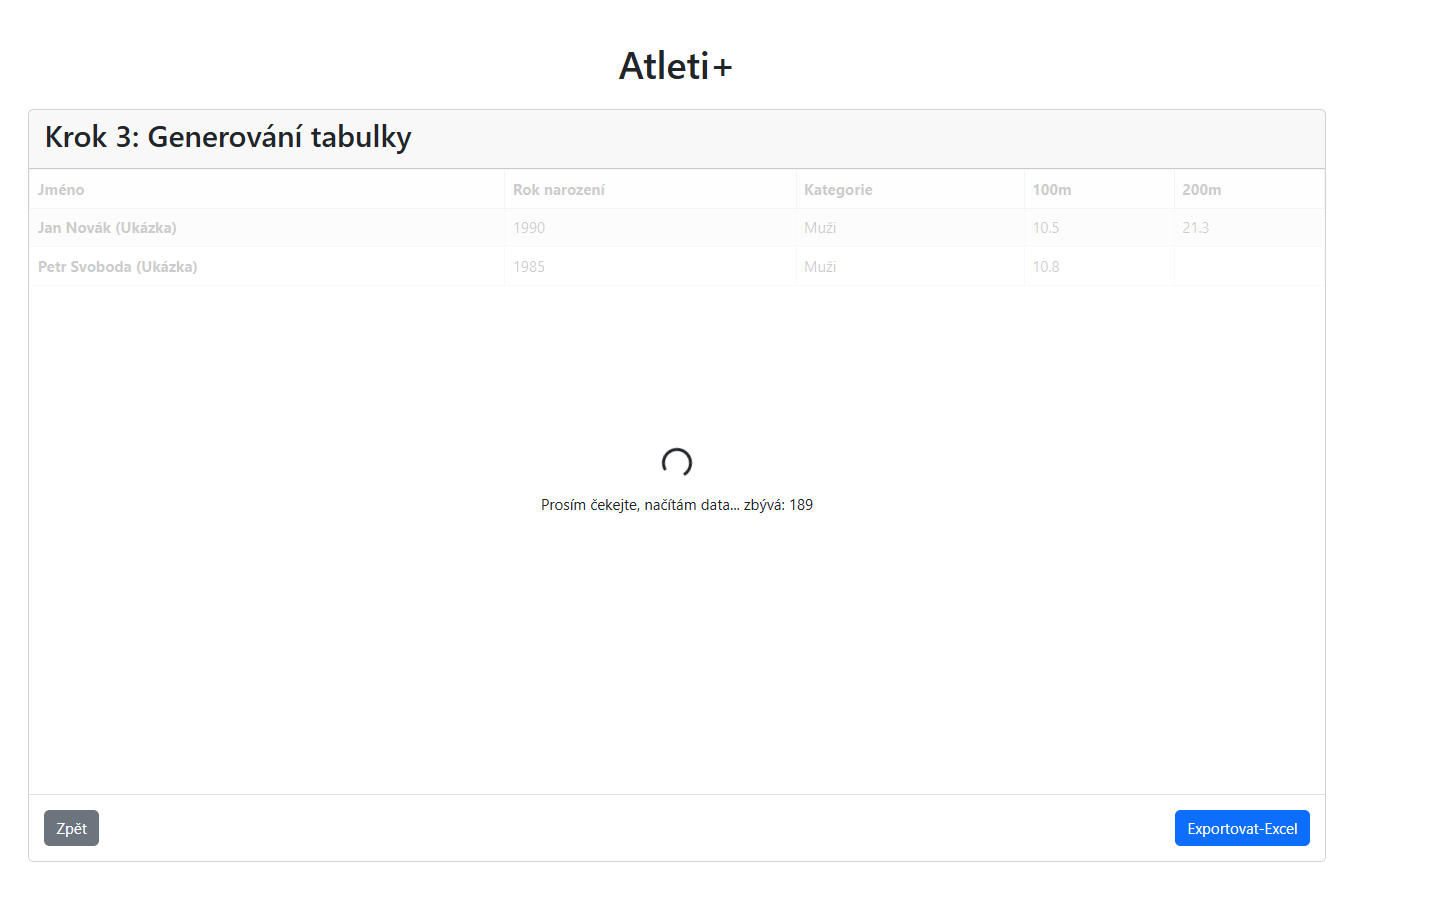 Atleti+
Krok 3: Generování tabulky
Jméno Rok narození Kategorie 100m 200m
Jan Novák (Ukázka) 1990 Muži 10.5 21.3
Petr Svoboda (Ukázka) 1985 Muži 10.8
Prosím čekejte, načítám data... zbývá: 189
Zpět Exportovat-Excel